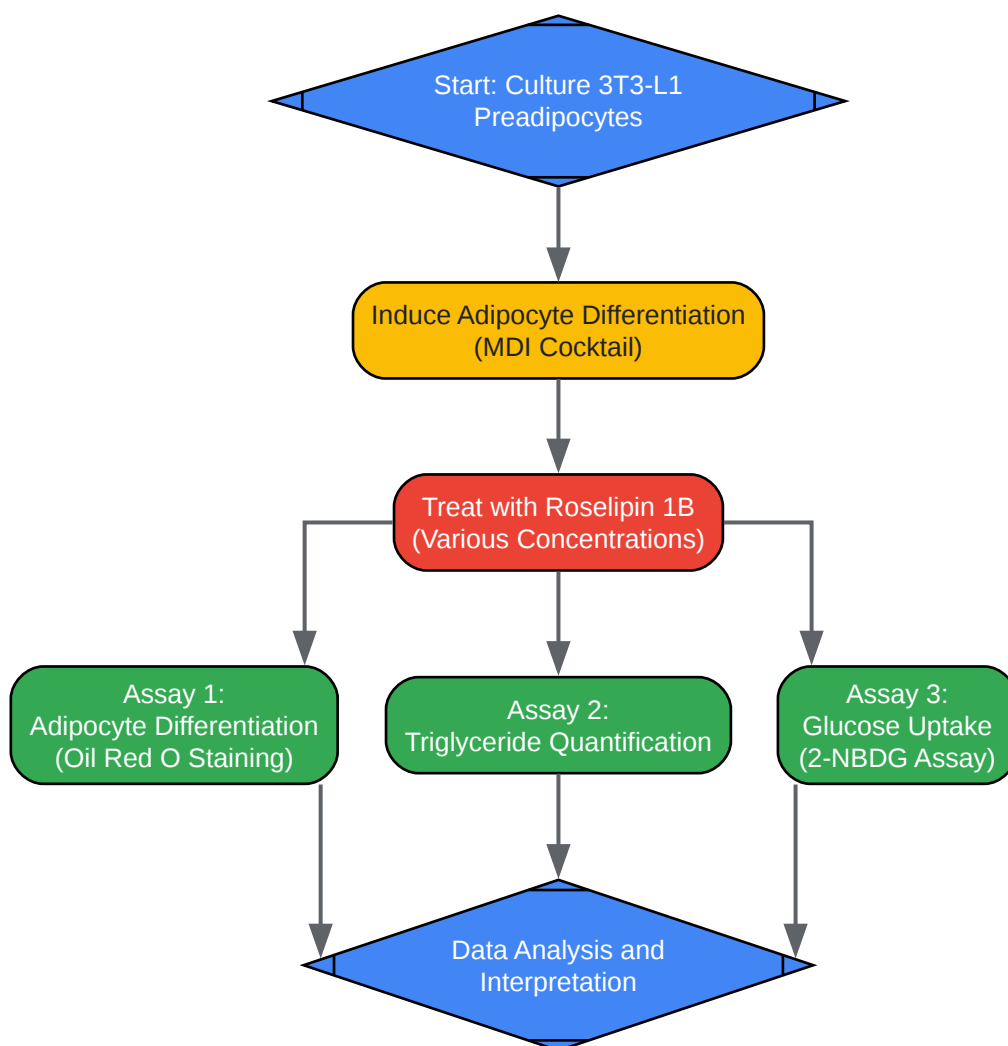 Start: Culture 3T3-L1
Preadipocytes
Induce Adipocyte Differentiation
(MDI Cocktail)
Treat with Roselipin 1B
(Various Concentrations)
Assay 1:
Adipocyte Differentiation
(Oil Red O Staining)
Assay 2:
Triglyceride Quantification
Assay 3:
Glucose Uptake
(2-NBDG Assay)
Data Analysis and
Interpretation